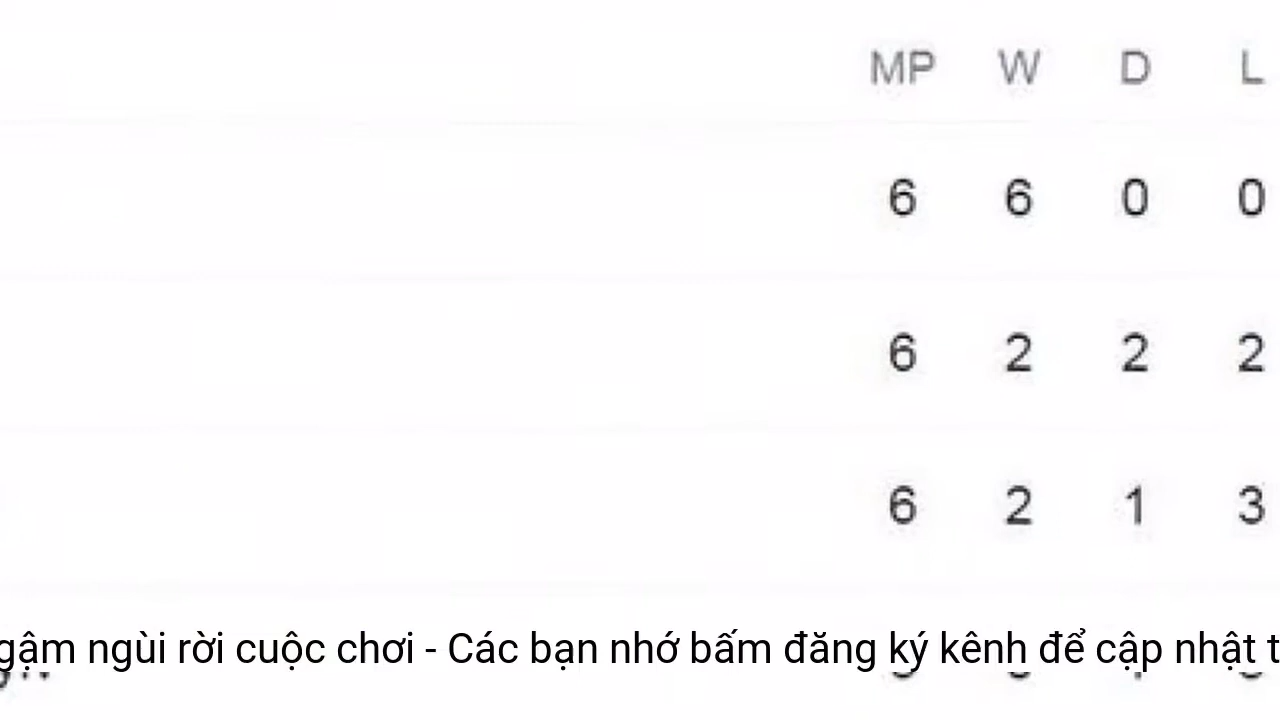 MP W D L
6 6 0 0
6 2 2 2
6 2 1 3
ngùi rời cuộc chơi - Các bạn nhớ bấm đăng ký kênh để cập nhật